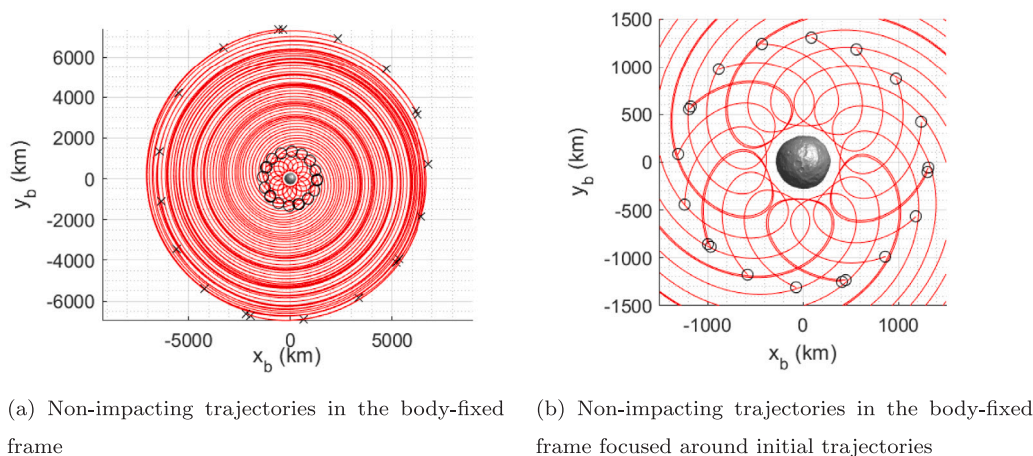 6000
4000
2000
0
-2000
-4000
-6000
y_b (km)
-5000 0 5000
x_b (km)
1500
1000
500
0
-500
-1000
-1500
y_b (km)
-1000 0 1000
x_b (km)
(a) Non-impacting trajectories in the body-fixed
frame
(b) Non-impacting trajectories in the body-fixed
frame focused around initial trajectories